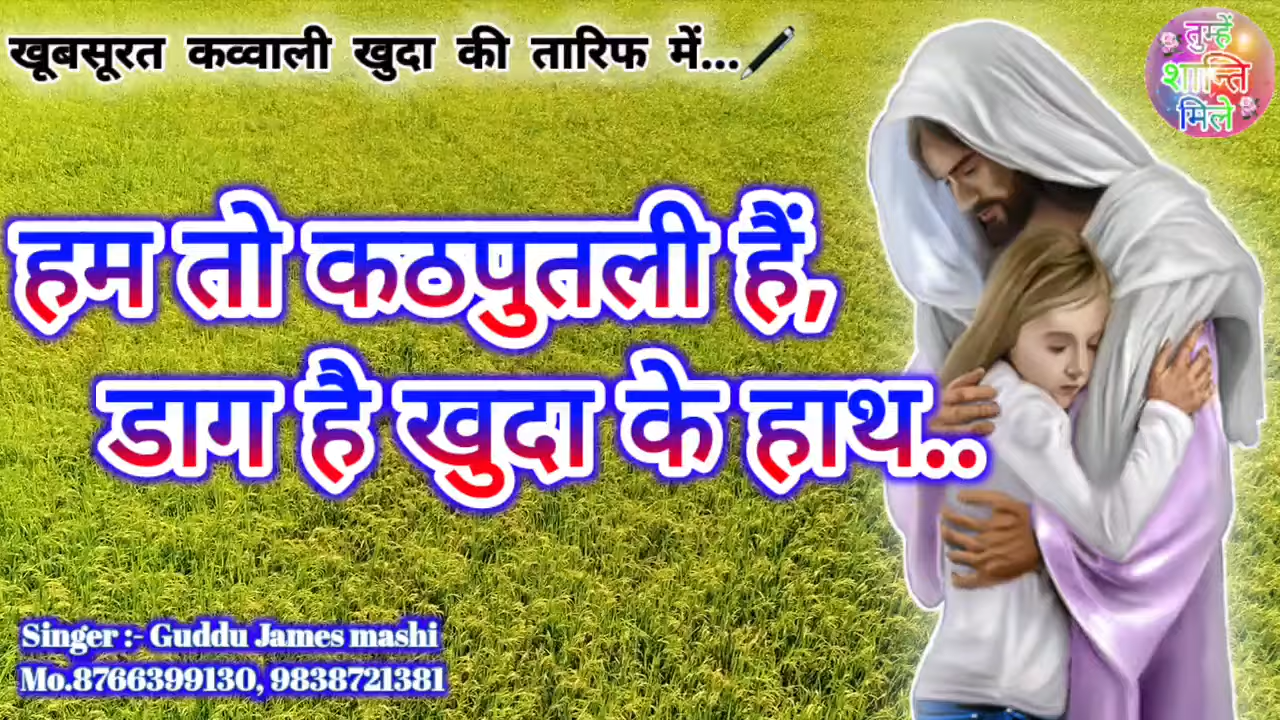 खूबसूरत कव्वाली खुदा की तारिफ में...
तुम्हें
शान्ति
मिले
हम तो कठपुतली हैं,
डाग है खुदा के हाथ..
Singer :- Guddu James mashi
Mo.8766399130, 9838721381